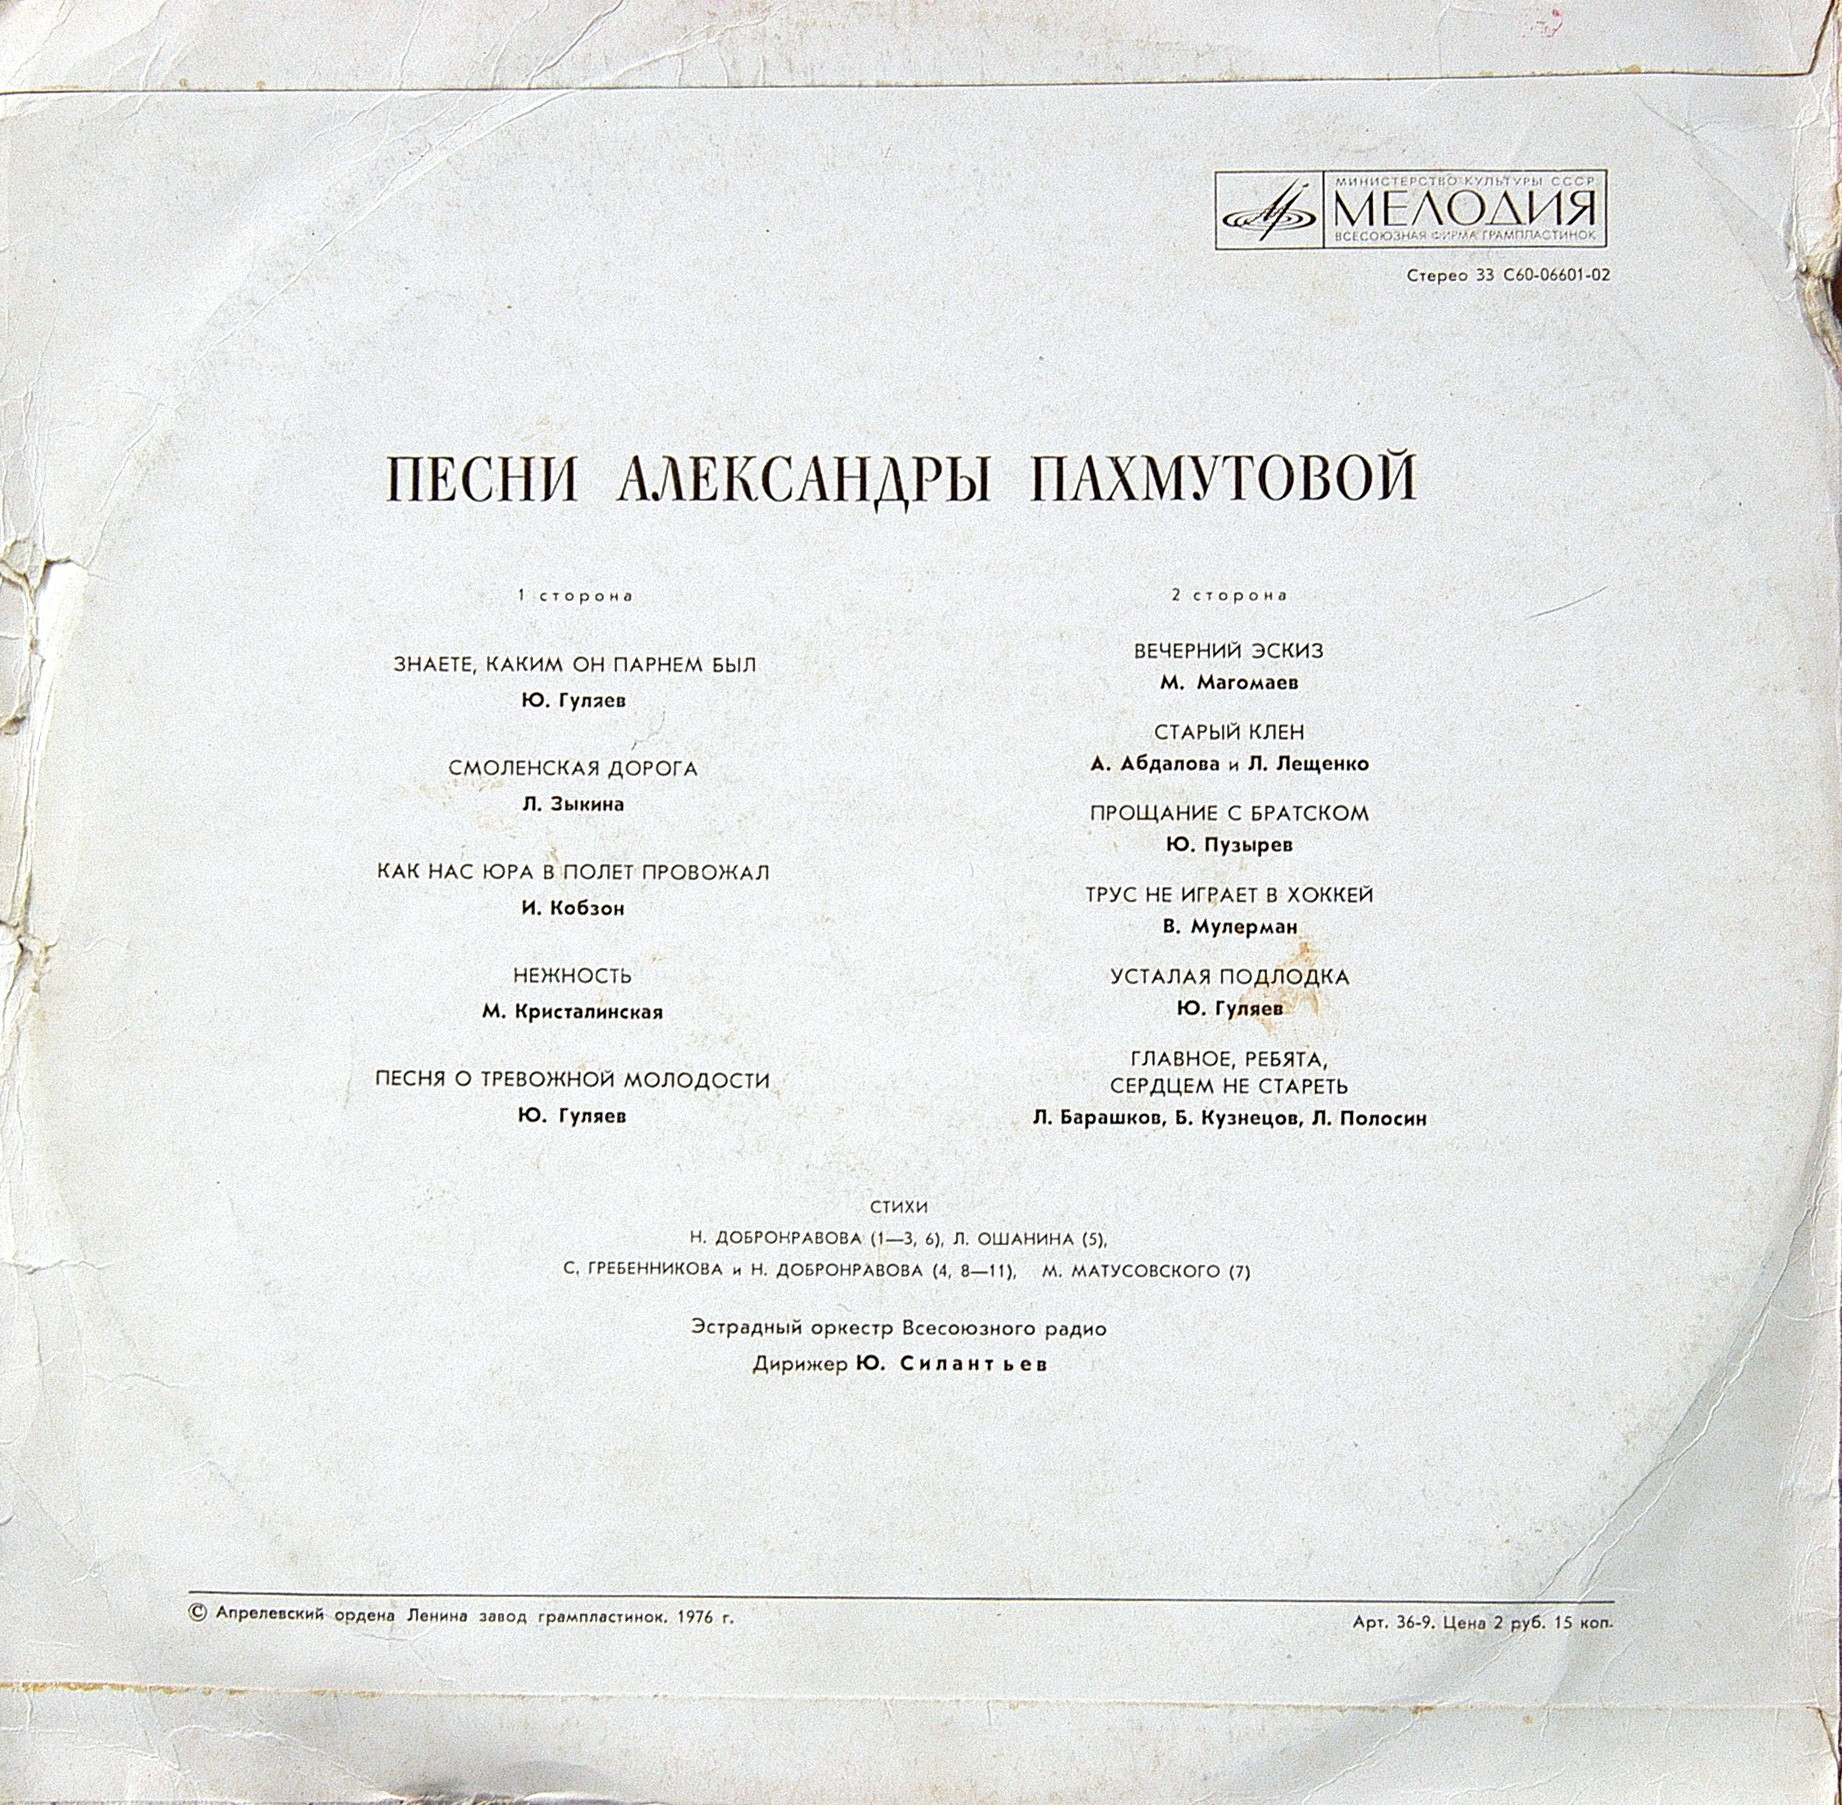 МИНИСТЕРСТВО КУЛЬТУРЫ СССР
МЕЛОДИЯ
ВСЕСОЮЗНАЯ ФИРМА ГРАМПЛАСТИНОК
Стерео 33 С60-06601-02
ПЕСНИ АЛЕКСАНДРЫ ПАХМУТОВОЙ
1 сторона
ЗНАЕТЕ, КАКИМ ОН ПАРНЕМ БЫЛ
Ю. Гуляев
СМОЛЕНСКАЯ ДОРОГА
Л. Зыкина
КАК НАС ЮРА В ПОЛЕТ ПРОВОЖАЛ
И. Кобзон
НЕЖНОСТЬ
М. Кристалинская
ПЕСНЯ О ТРЕВОЖНОЙ МОЛОДОСТИ
Ю. Гуляев
2 сторона
ВЕЧЕРНИЙ ЭСКИЗ
М. Магомаев
СТАРЫЙ КЛЕН
А. Абдалова и Л. Лещенко
ПРОЩАНИЕ С БРАТСКОМ
Ю. Пузырев
ТРУС НЕ ИГРАЕТ В ХОККЕЙ
В. Мулерман
УСТАЛАЯ ПОДЛОДКА
Ю. Гуляев
ГЛАВНОЕ, РЕБЯТА,
СЕРДЦЕМ НЕ СТАРЕТЬ
Л. Барашков, Б. Кузнецов, Л. Полосин
СТИХИ
Н. ДОБРОНРАВОВА (1—3, 6), Л. ОШАНИНА (5),
С. ГРЕБЕННИКОВА и Н. ДОБРОНРАВОВА (4, 8—11), М. МАТУСОВСКОГО (7)
Эстрадный оркестр Всесоюзного радио
Дирижер Ю. Силантьев
© Апрелевский ордена Ленина завод грампластинок. 1976 г.
Арт. 36-9. Цена 2 руб. 15 коп.